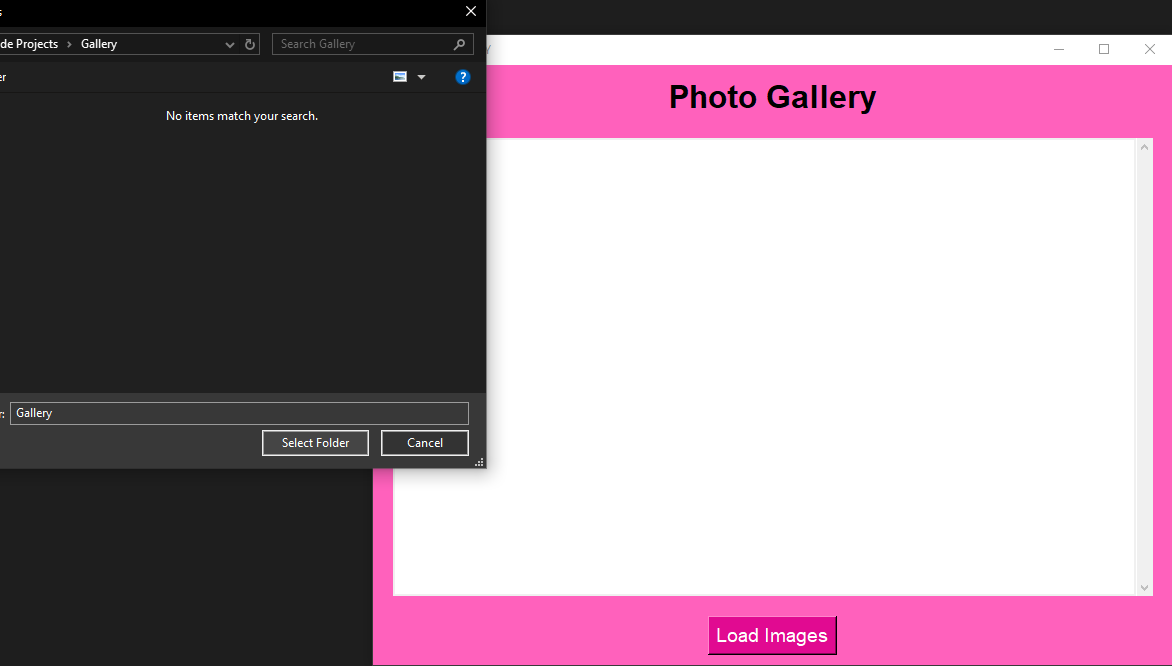 de Projects > Gallery
Search Gallery
er
?
No items match your search.
r:
Gallery
Select Folder
Cancel
Photo Gallery
Load Images